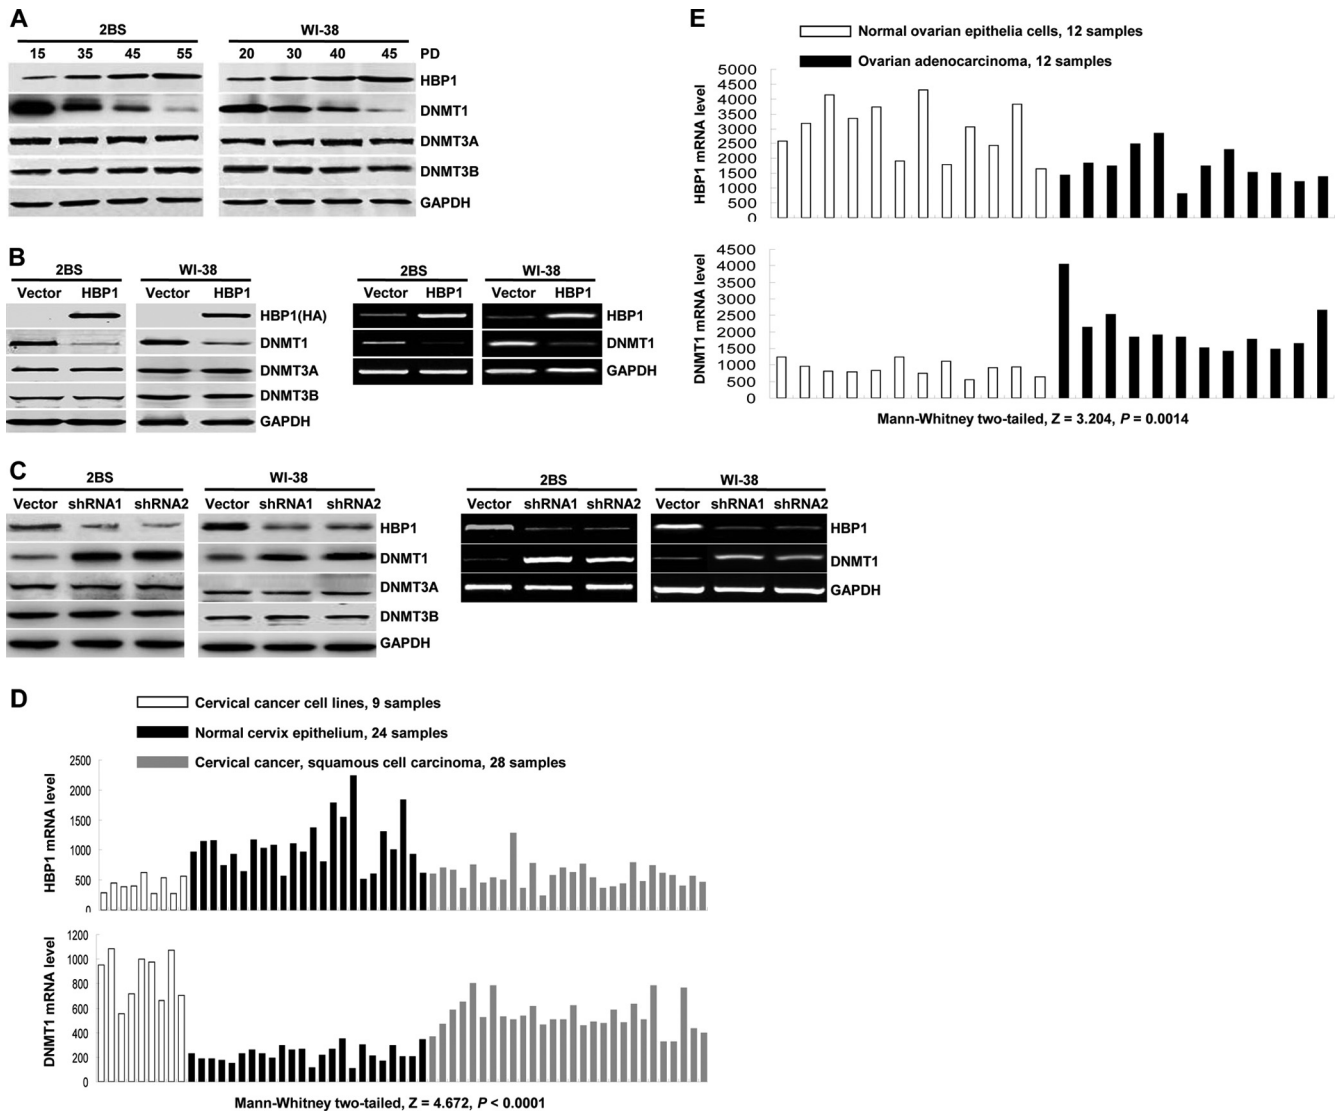 A
2BS
WI-38
15 35 45 55
20 30 40 45 PD
HBP1
DNMT1
DNMT3A
DNMT3B
GAPDH
B
2BS
WI-38
Vector HBP1
Vector HBP1
HBP1(HA)
DNMT1
DNMT3A
DNMT3B
GAPDH
2BS
WI-38
Vector HBP1
Vector HBP1
HBP1
DNMT1
GAPDH
C
2BS
WI-38
Vector shRNA1 shRNA2
Vector shRNA1 shRNA2
HBP1
DNMT1
DNMT3A
DNMT3B
GAPDH
2BS
WI-38
Vector shRNA1 shRNA2
Vector shRNA1 shRNA2
HBP1
DNMT1
GAPDH
D
Cervical cancer cell lines, 9 samples
Normal cervix epithelium, 24 samples
Cervical cancer, squamous cell carcinoma, 28 samples
HBP1 mRNA level
2500
2000
1500
1000
500
0
DNMT1 mRNA level
1200
1000
800
600
400
200
0
Mann-Whitney two-tailed, Z = 4.672, P < 0.0001
E
Normal ovarian epithelia cells, 12 samples
Ovarian adenocarcinoma, 12 samples
HBP1 mRNA level
5000
4500
4000
3500
3000
2500
2000
1500
1000
500
0
DNMT1 mRNA level
4500
4000
3500
3000
2500
2000
1500
1000
500
0
Mann-Whitney two-tailed, Z = 3.204, P = 0.0014